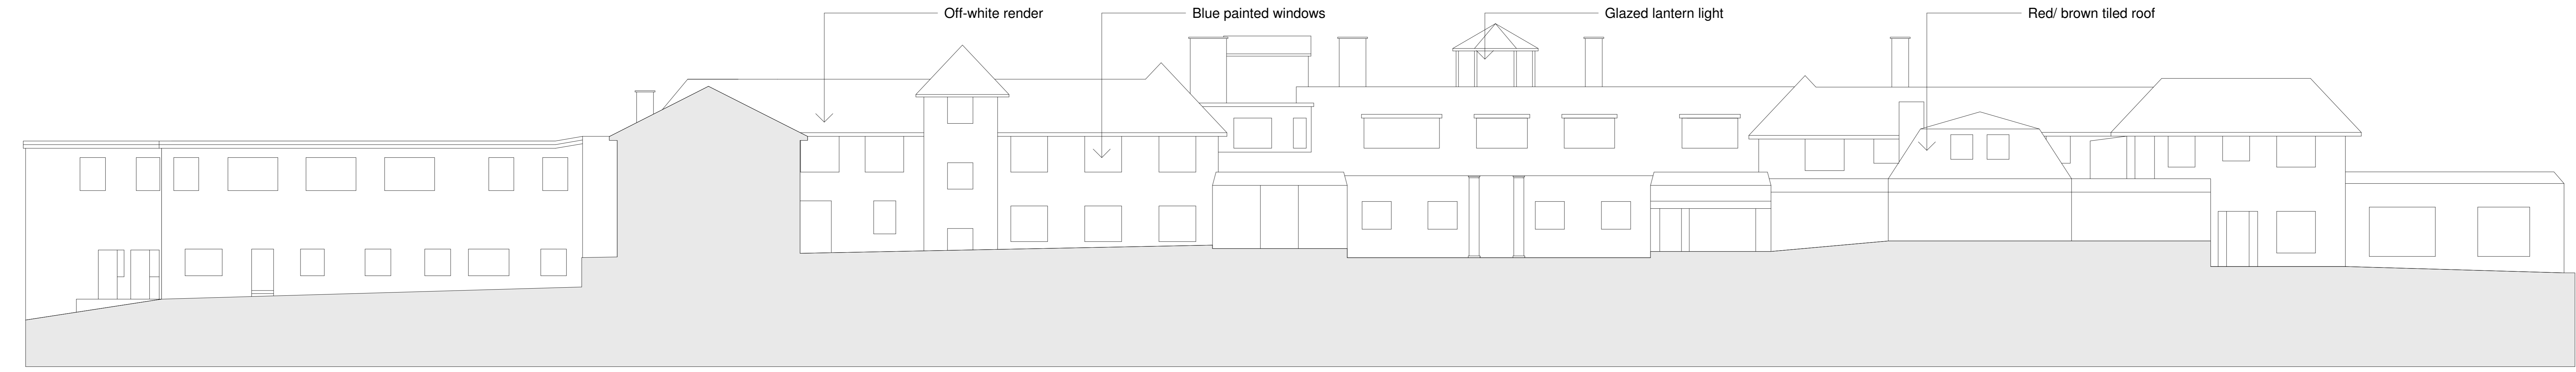 Off-white render
Blue painted windows
Glazed lantern light
Red/ brown tiled roof